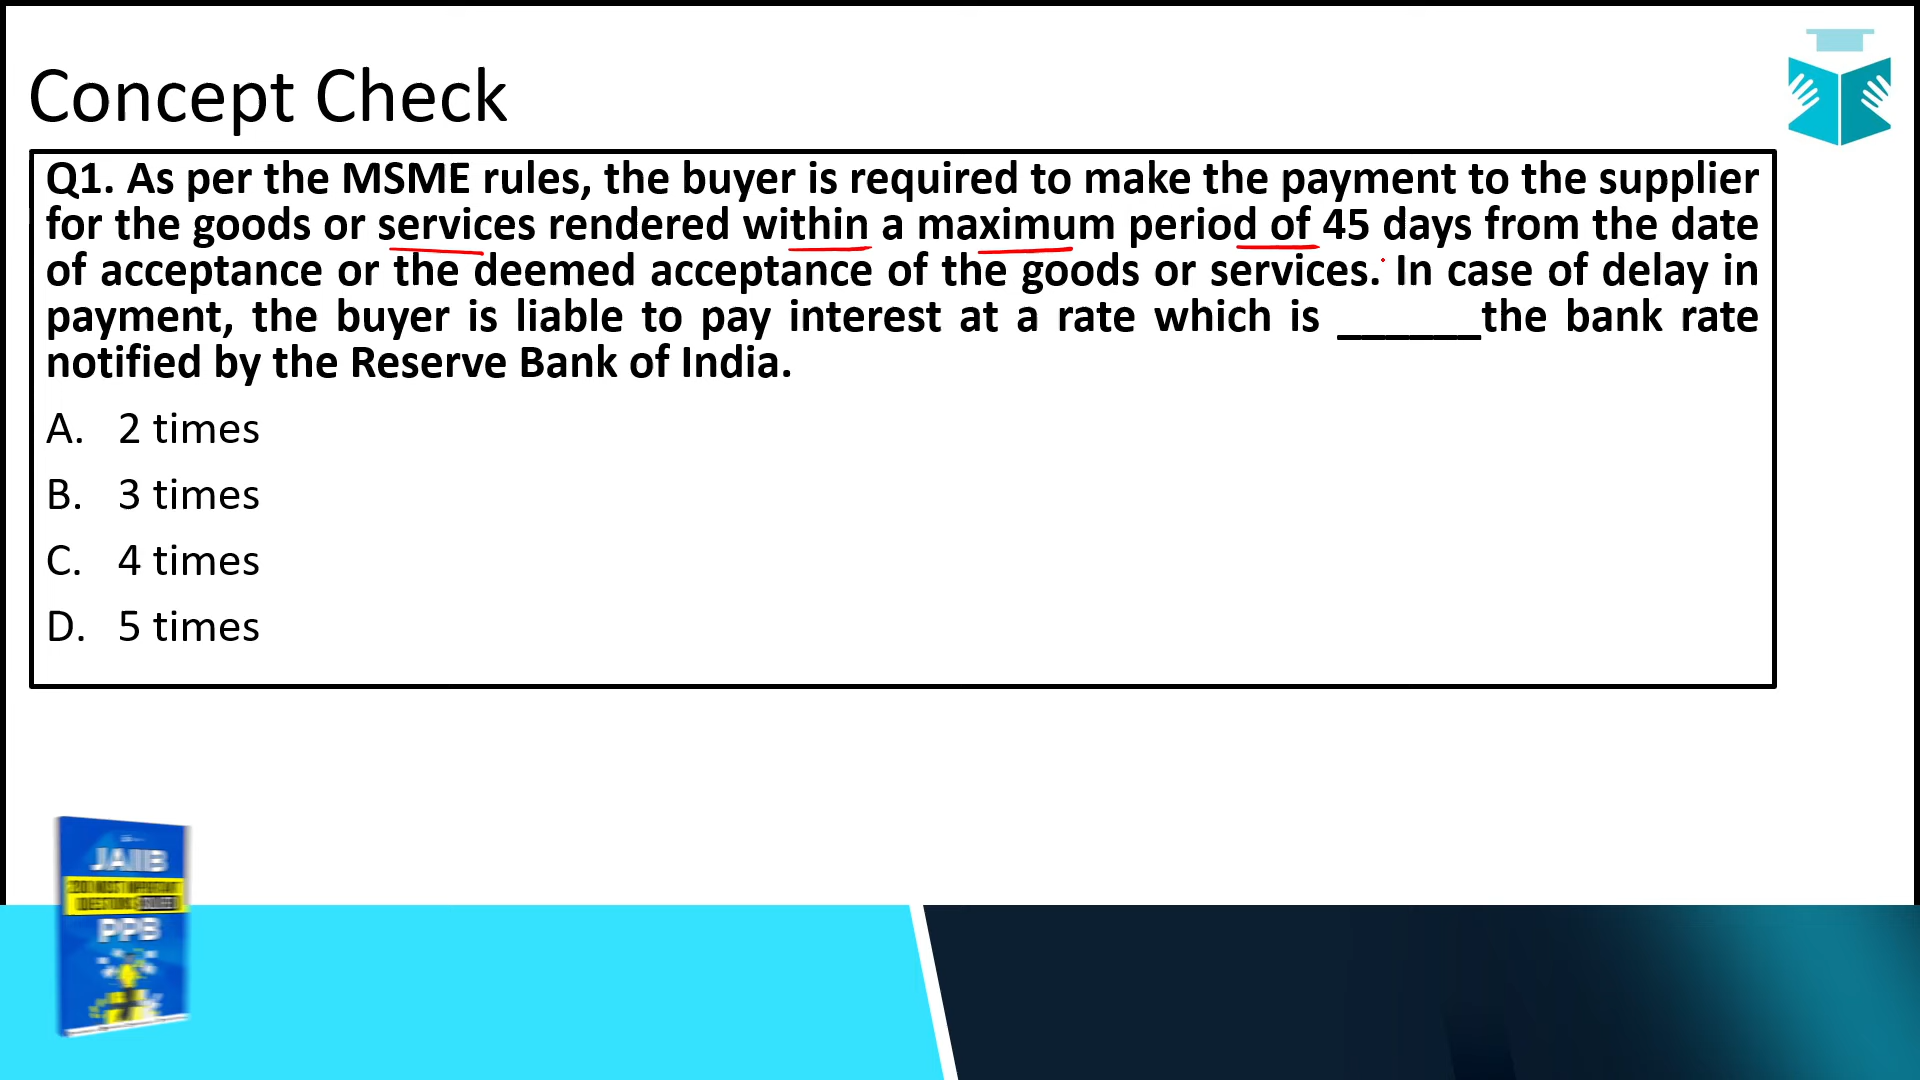 Concept Check
Q1. As per the MSME rules, the buyer is required to make the payment to the supplier
for the goods or services rendered within a maximum period of 45 days from the date
of acceptance or the deemed acceptance of the goods or services. In case of delay in
payment, the buyer is liable to pay interest at a rate which is ______the bank rate
notified by the Reserve Bank of India.
A. 2 times
B. 3 times
C. 4 times
D. 5 times
JAIIB
PPB